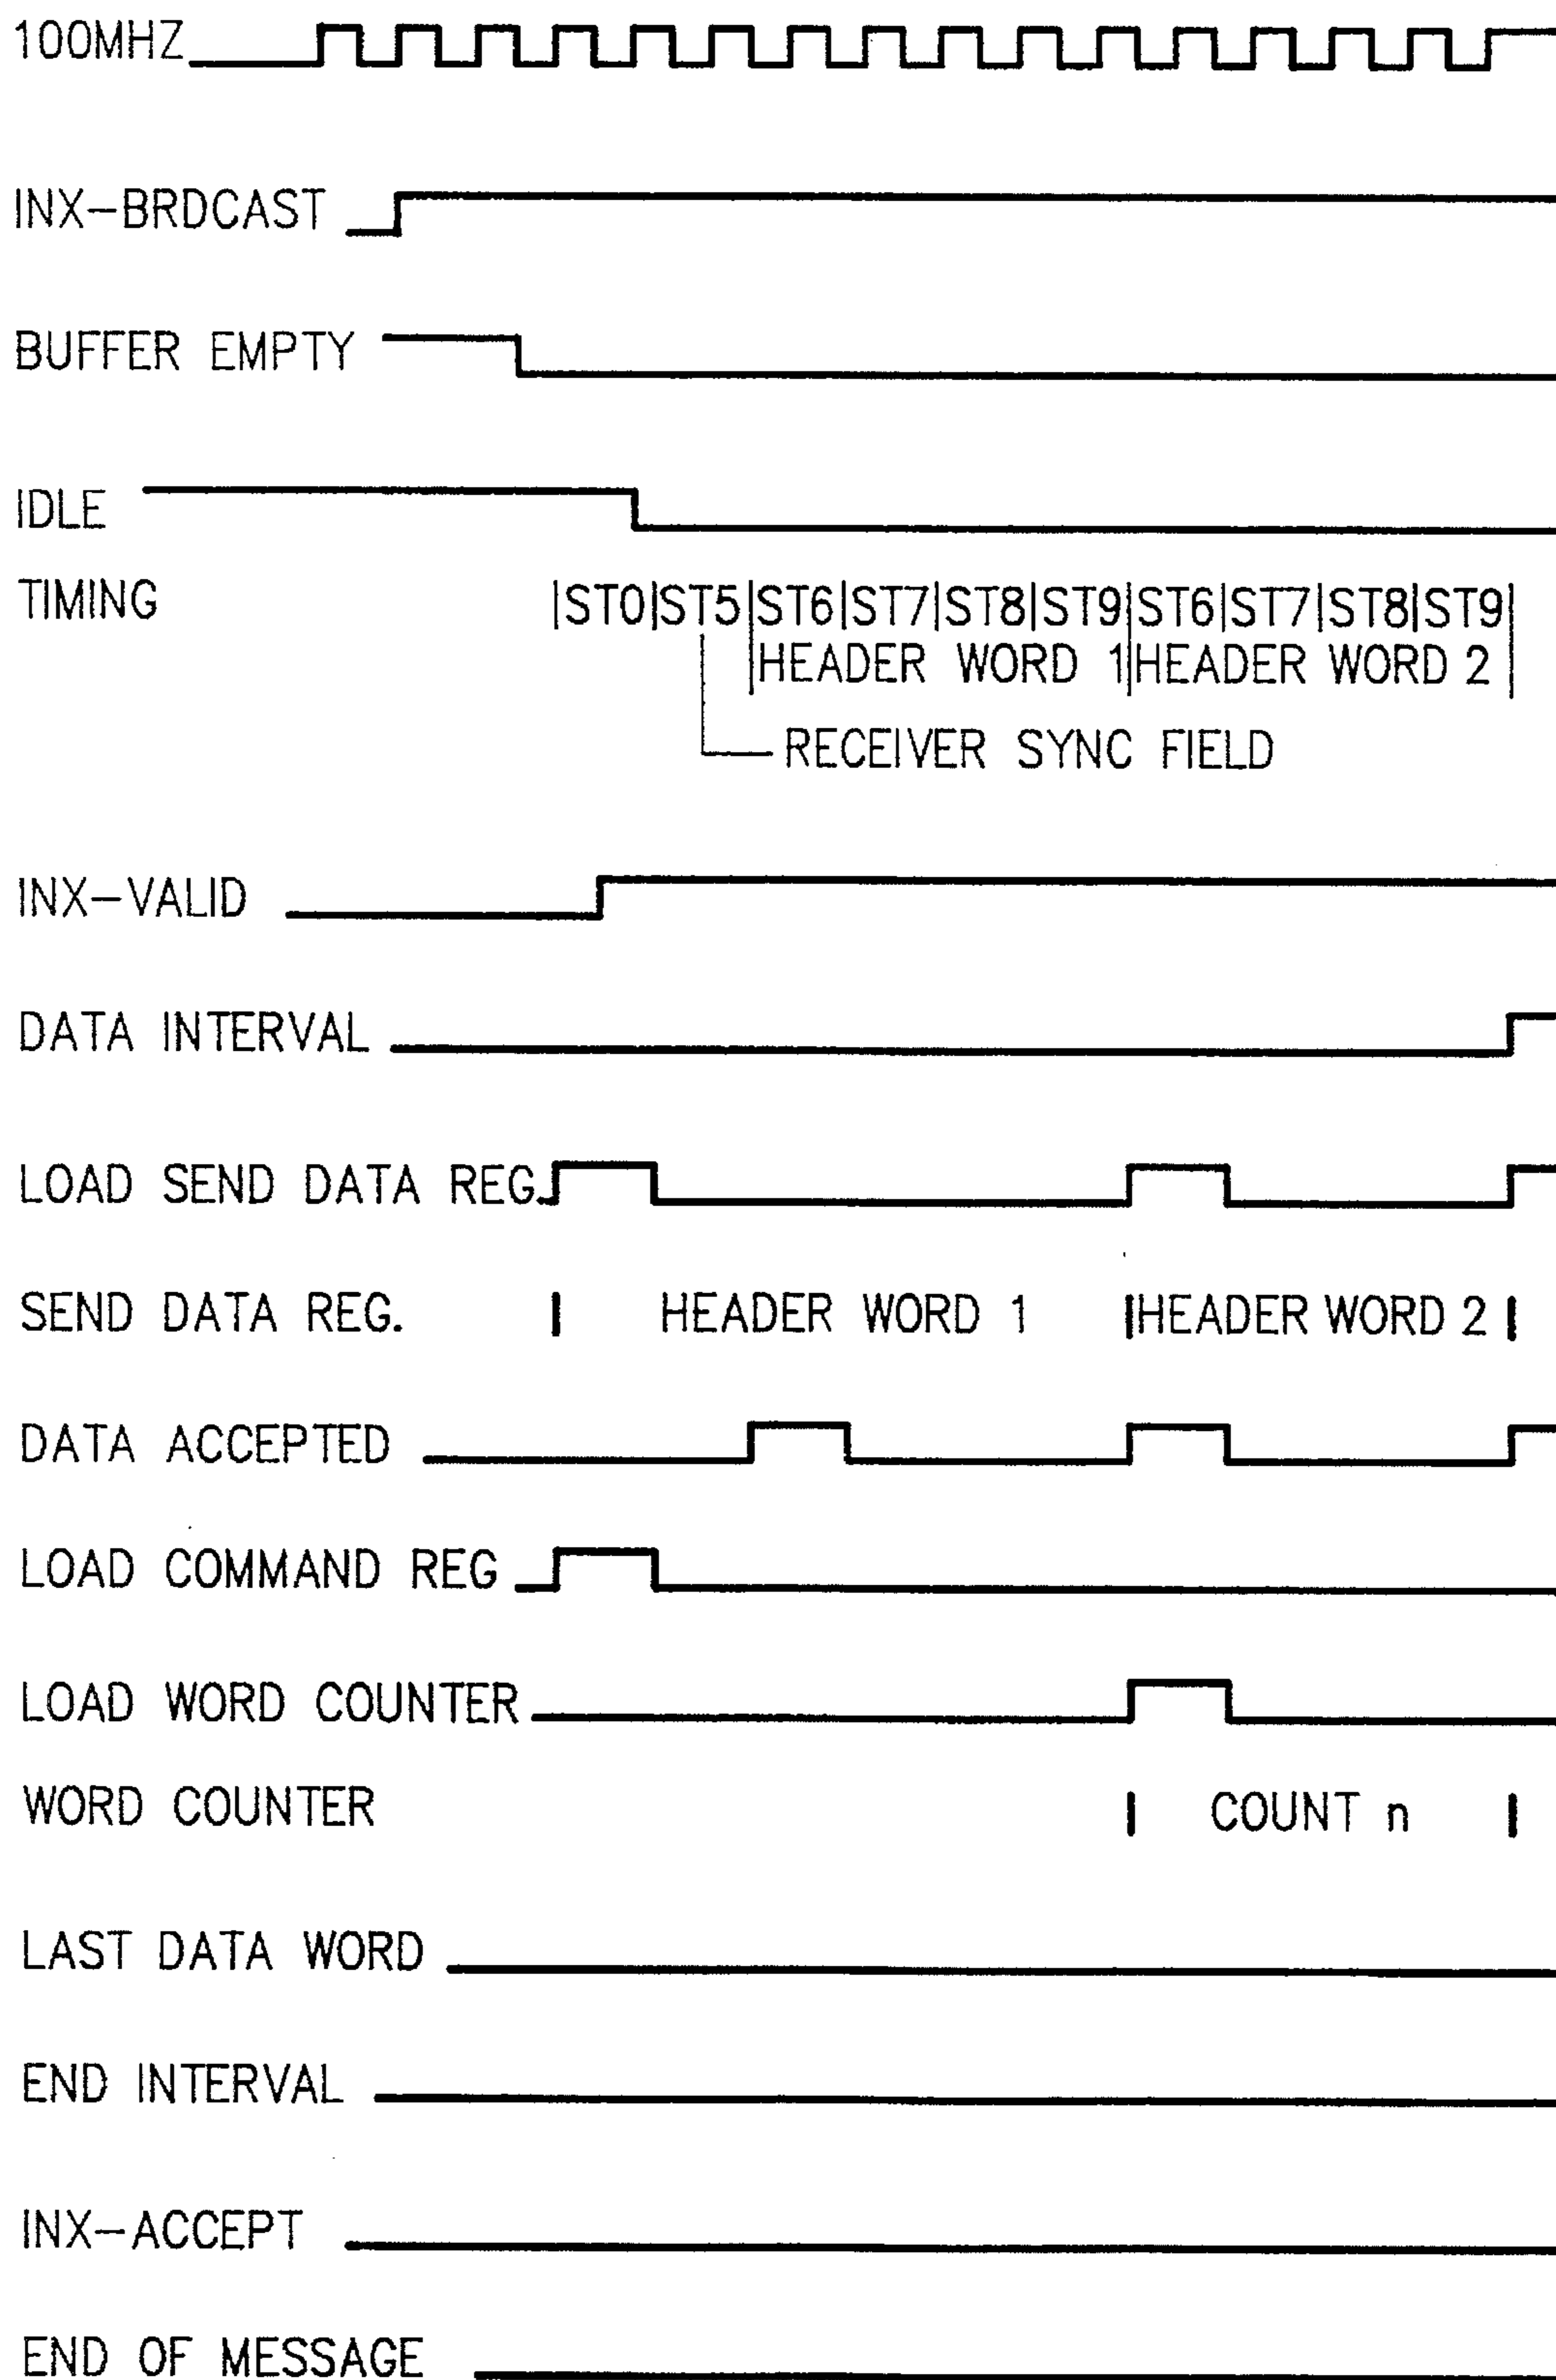 100MHZ
INX-BRDCAST
BUFFER EMPTY
IDLE
TIMING |ST0|ST5|ST6|ST7|ST8|ST9|ST6|ST7|ST8|ST9|
HEADER WORD 1|HEADER WORD 2
RECEIVER SYNC FIELD
INX-VALID
DATA INTERVAL
LOAD SEND DATA REG.
SEND DATA REG. | HEADER WORD 1 |HEADER WORD 2|
DATA ACCEPTED
LOAD COMMAND REG
LOAD WORD COUNTER
WORD COUNTER | COUNT n |
LAST DATA WORD
END INTERVAL
INX-ACCEPT
END OF MESSAGE